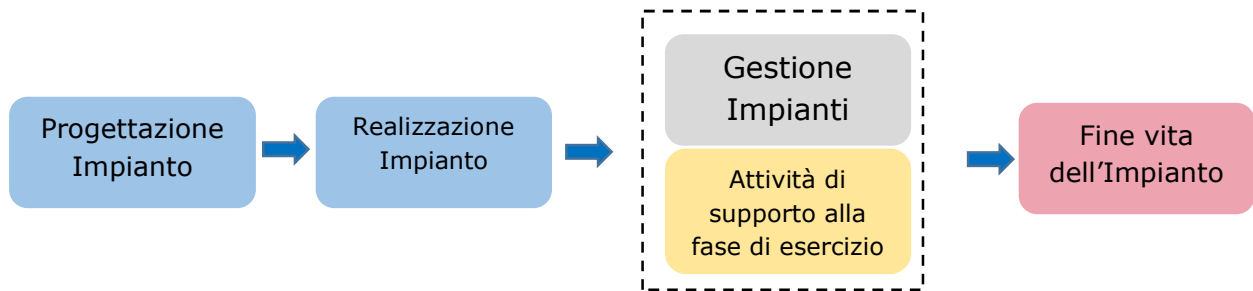 Progettazione
Impianto
Realizzazione
Impianto
Gestione
Impianti
Attività di
supporto alla
fase di esercizio
Fine vita
dell’Impianto